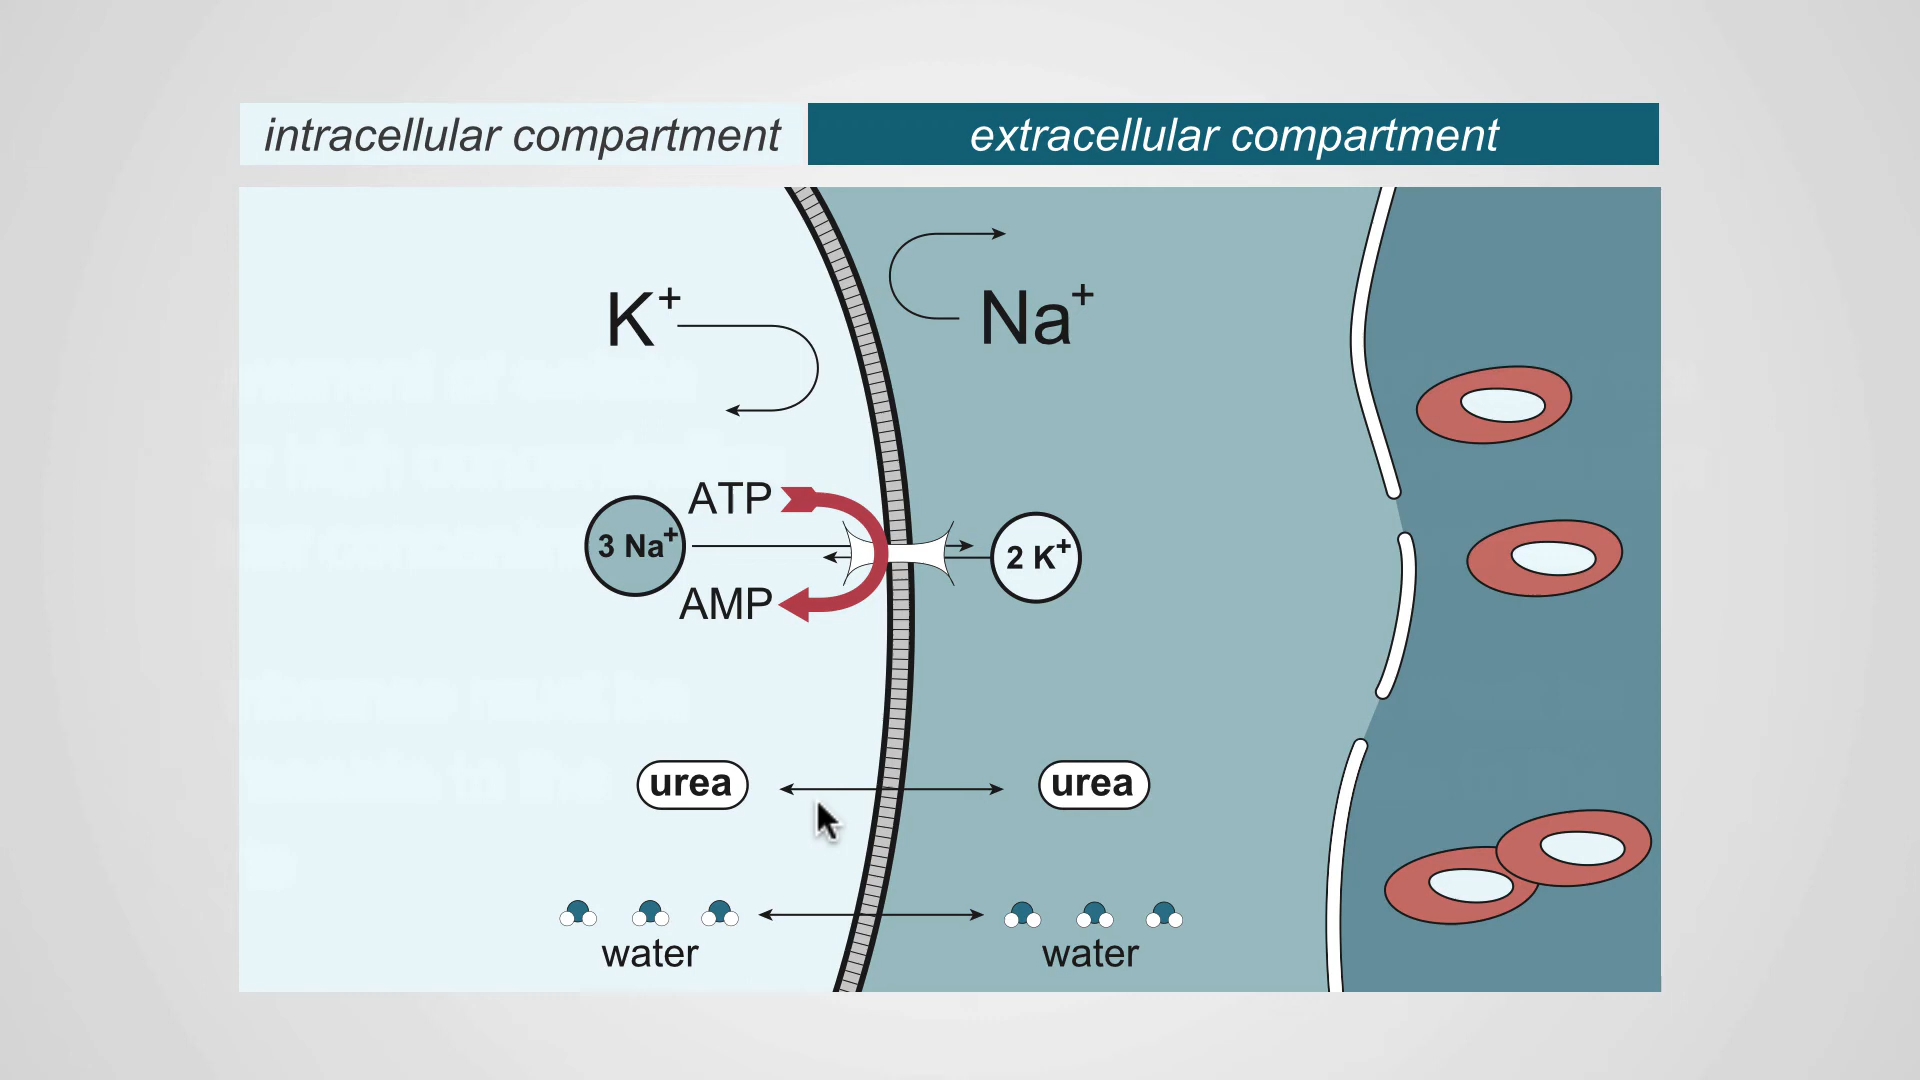 intracellular compartment
extracellular compartment
K+
Na+
ATP
3 Na+
2 K+
AMP
urea
urea
water
water